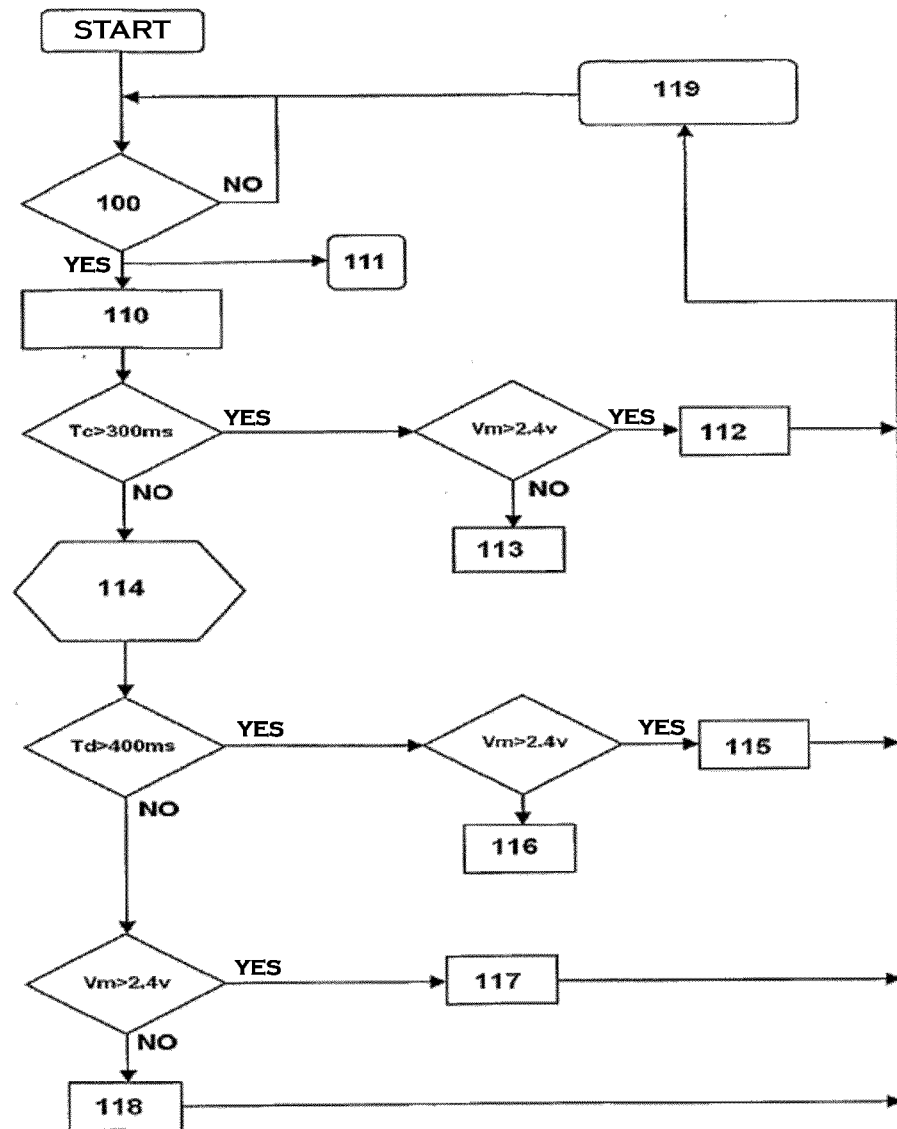 START
119
100
NO
YES
111
110
Tc>300ms
YES
Vm>2.4v
YES
112
NO
NO
113
114
Td>400ms
YES
Vm>2.4v
YES
115
NO
116
Vm>2.4v
YES
117
NO
118